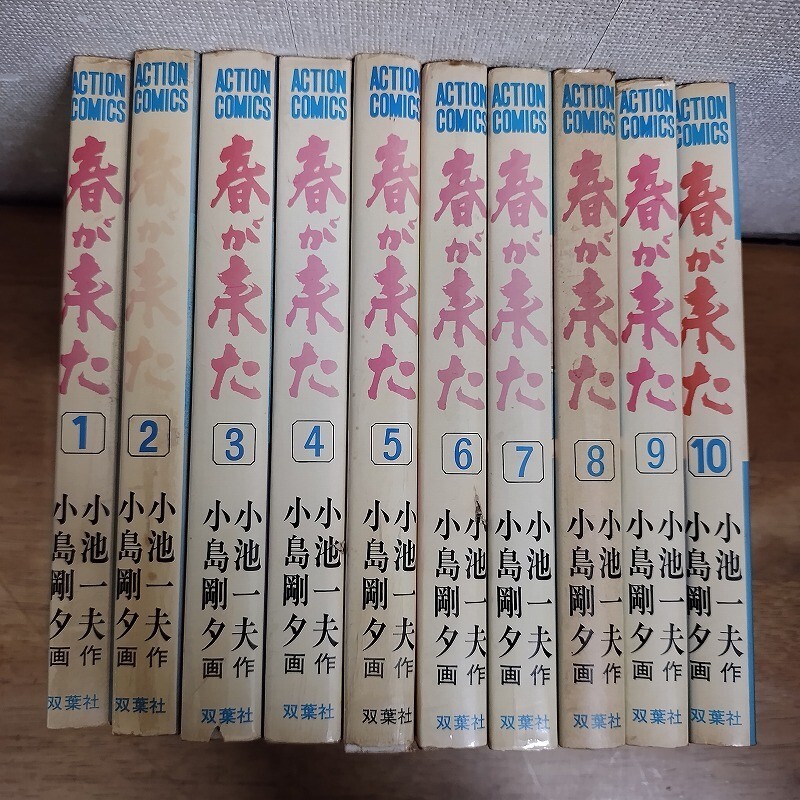 ACTION
COMICS
春が来た
1
小池一夫作
小島剛夕画
ACTION
COMICS
春が来た
2
小池一夫作
小島剛夕画
双葉社
ACTION
COMICS
春が来た
3
小池一夫作
小島剛夕画
双葉社
ACTION
COMICS
春が来た
4
小池一夫作
小島剛夕画
双葉社
ACTION
COMICS
春が来た
5
小池一夫作
小島剛夕画
双葉社
ACTION
COMICS
春が来た
6
小池一夫作
小島剛夕画
双葉社
ACTION
COMICS
春が来た
7
小池一夫作
小島剛夕画
双葉社
ACTION
COMICS
春が来た
8
小池一夫作
小島剛夕画
双葉社
ACTION
COMICS
春が来た
9
小池一夫作
小島剛夕画
双葉社
ACTION
COMICS
春が来た
10
小池一夫作
小島剛夕画
双葉社